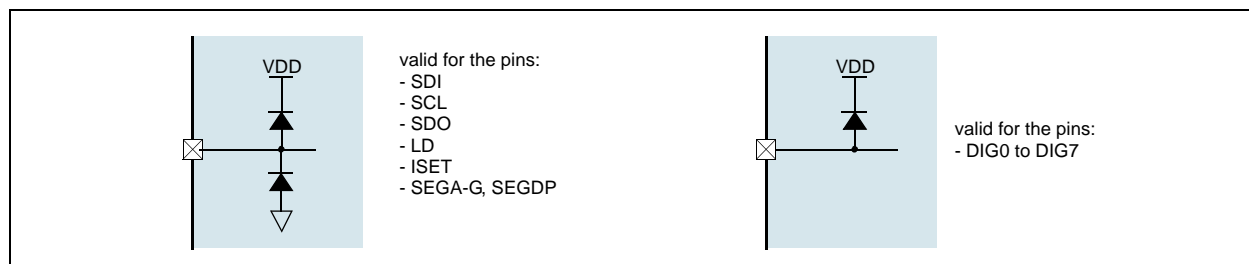 VDD
valid for the pins:
- SDI
- SCL
- SDO
- LD
- ISET
- SEGA-G, SEGDP
VDD
valid for the pins:
- DIG0 to DIG7